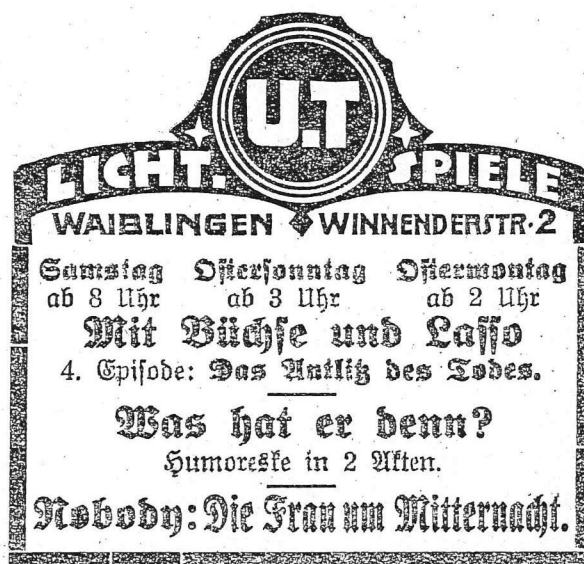 U.T
LICHT. SPIELE
WAIBLINGEN WINNENDERSTR. 2
Samstag Ostersonntag Ostermontag
ab 8 Uhr ab 3 Uhr ab 2 Uhr
Mit Büchse und Lasso
4. Episode: Das Antlitz des Todes.
Was hat er denn?
Humoreske in 2 Akten.
Nobody: Die Frau um Mitternacht.